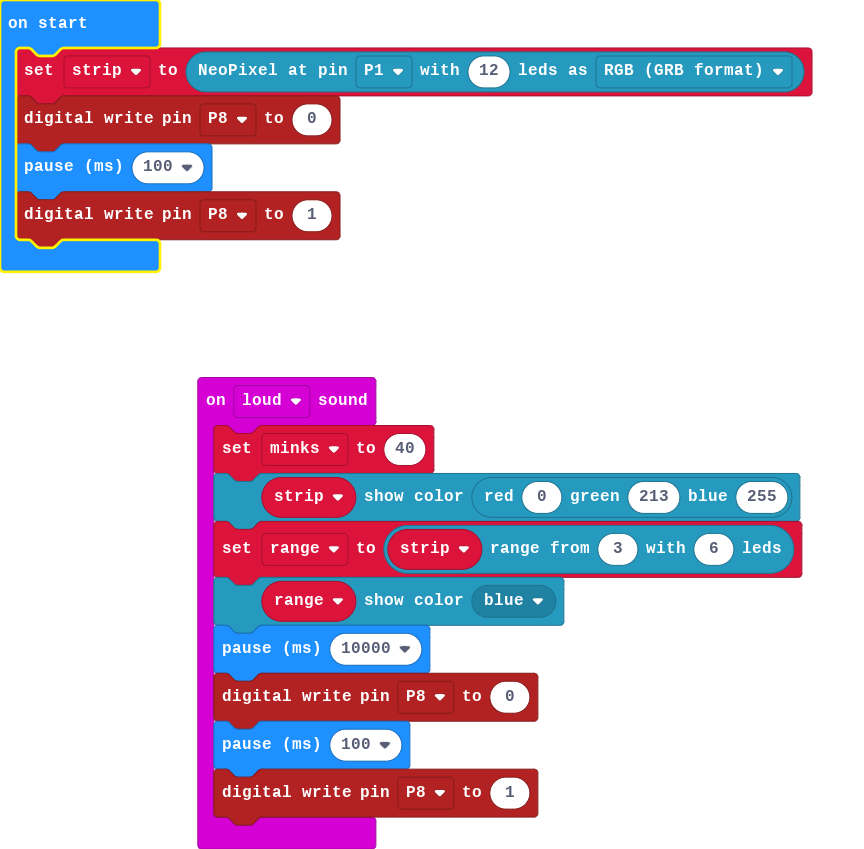 on start
set strip to NeoPixel at pin P1 with 12 leds as RGB (GRB format)
digital write pin P8 to 0
pause (ms) 100
digital write pin P8 to 1
on loud sound
set minks to 40
strip show color red 0 green 213 blue 255
set range to strip range from 3 with 6 leds
range show color blue
pause (ms) 10000
digital write pin P8 to 0
pause (ms) 100
digital write pin P8 to 1